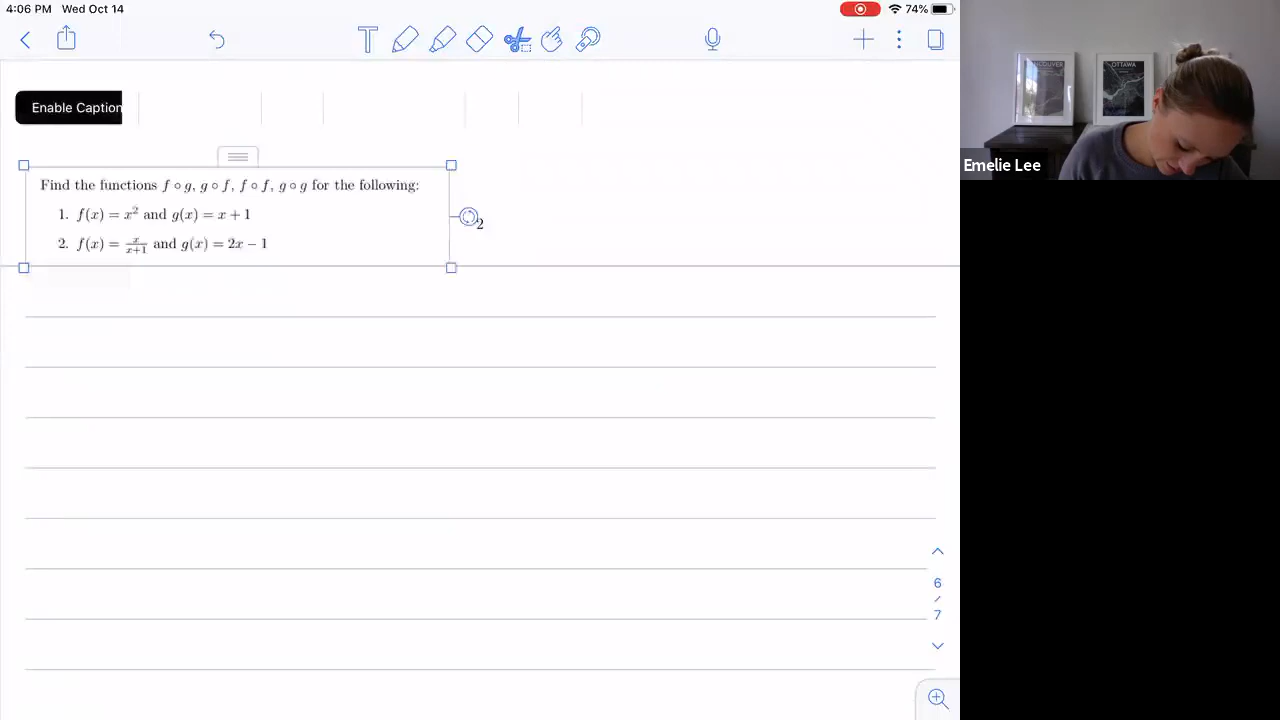 4:06 PM Wed Oct 14
74%
Enable Caption
Find the functions f ∘ g, g ∘ f, f ∘ f, g ∘ g for the following:
1. f(x) = x² and g(x) = x + 1
2. f(x) = x/(x+1) and g(x) = 2x − 1
2
6
/
7
OTTAWA
Emelie Lee